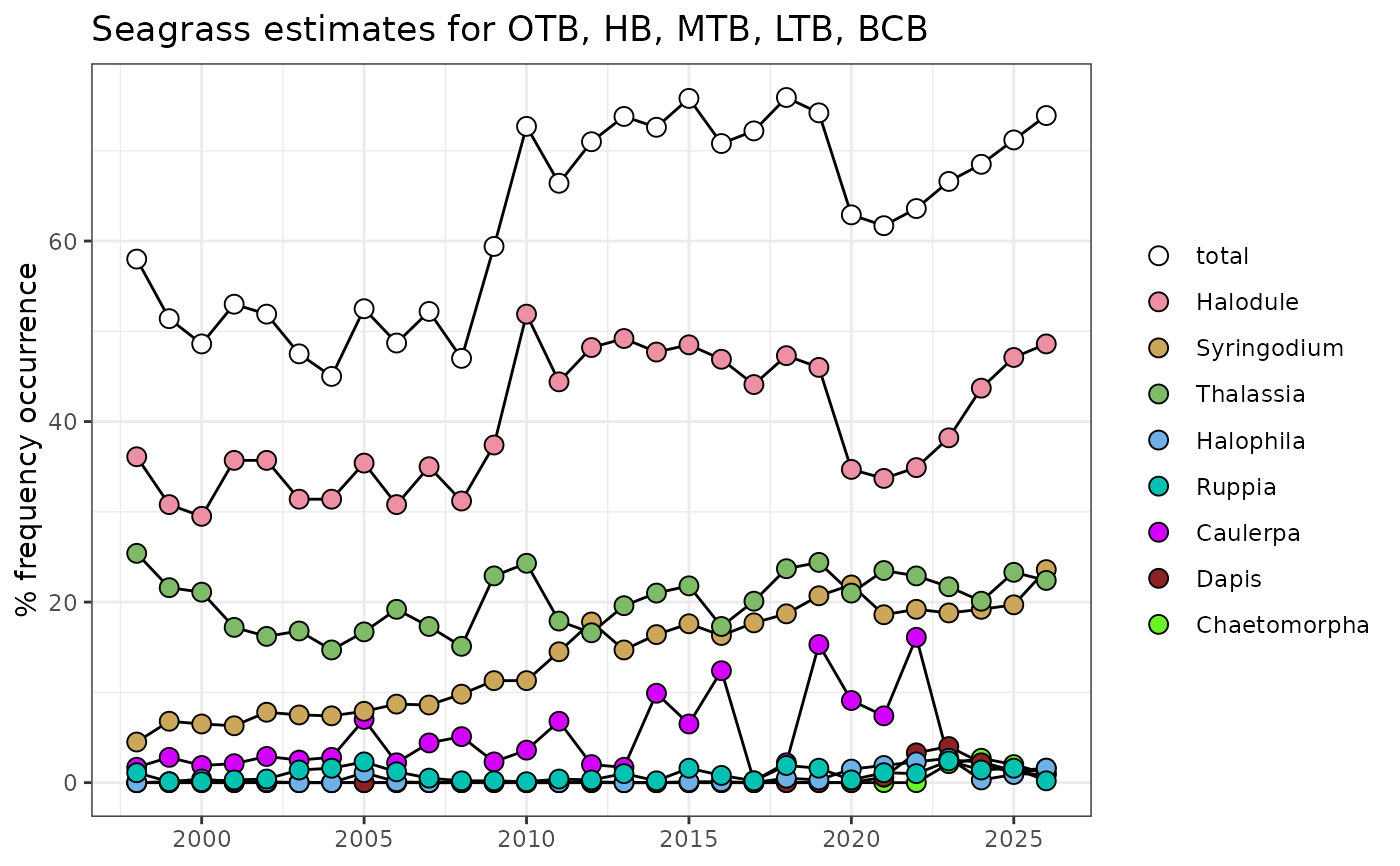 Seagrass estimates for OTB, HB, MTB, LTB, BCB
% frequency occurrence
60
40
20
0
2000
2005
2010
2015
2020
2025
total
Halodule
Syringodium
Thalassia
Halophila
Ruppia
Caulerpa
Dapis
Chaetomorpha